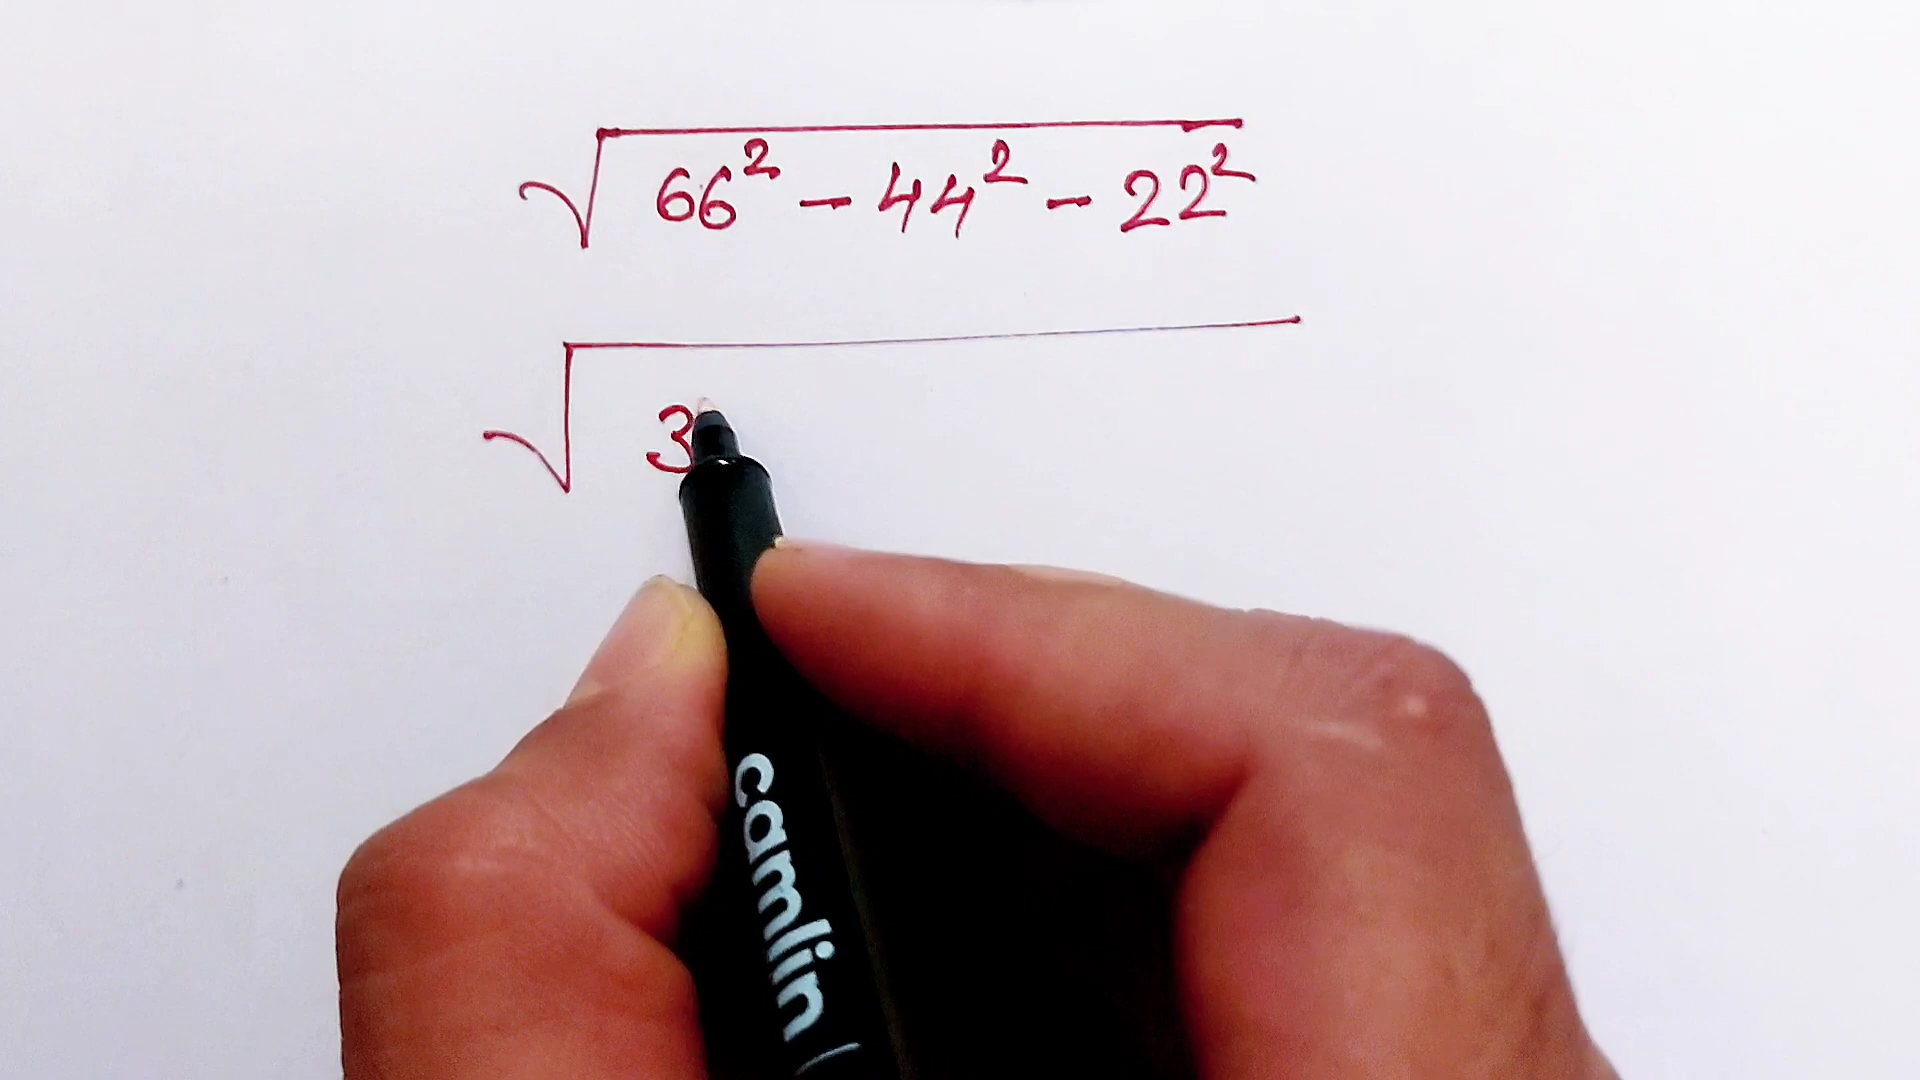 √66² - 44² - 22²
√3
camlin